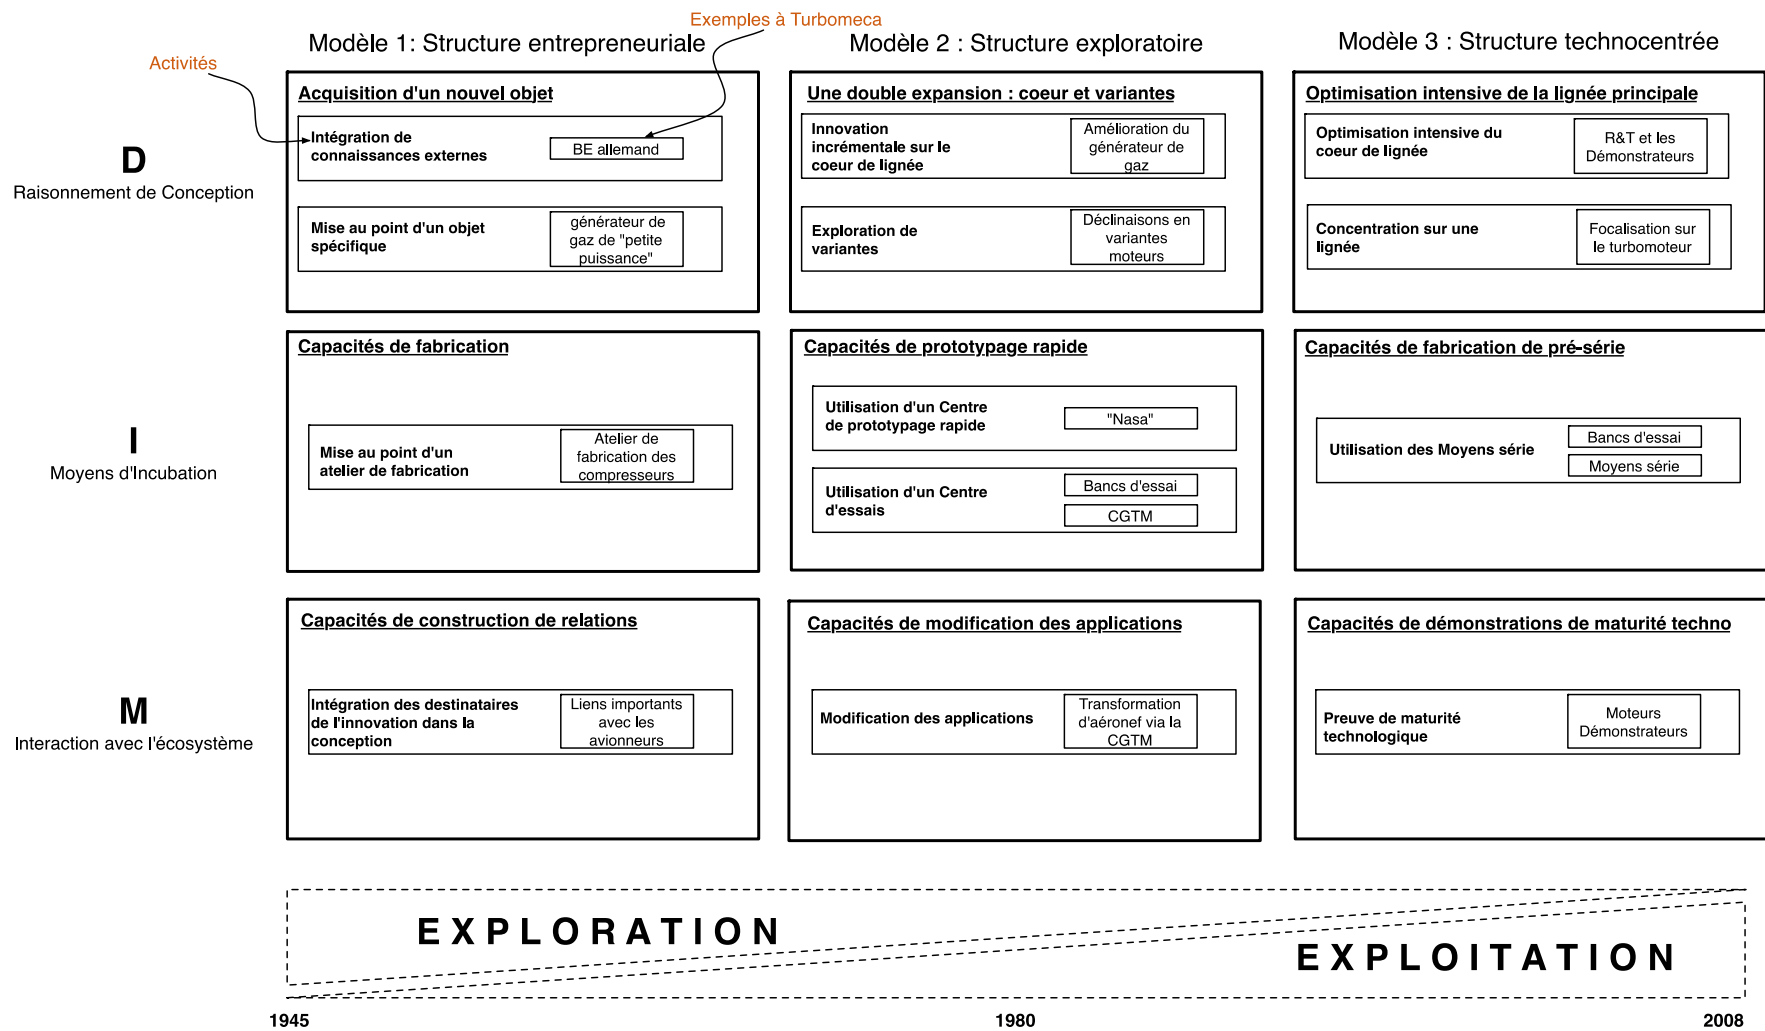 Exemples à Turbomeca
Modèle 1: Structure entrepreneuriale
Modèle 2 : Structure exploratoire
Modèle 3 : Structure technocentrée
Activités
D
Raisonnement de Conception
Acquisition d'un nouvel objet
Intégration de
connaissances externes
BE allemand
Mise au point d'un objet
spécifique
générateur de
gaz de "petite
puissance"
Une double expansion : coeur et variantes
Innovation
incrémentale sur le
coeur de lignée
Amélioration du
générateur de
gaz
Exploration de
variantes
Déclinaisons en
variantes
moteurs
Optimisation intensive de la lignée principale
Optimisation intensive du
coeur de lignée
R&T et les
Démonstrateurs
Concentration sur une
lignée
Focalisation sur
le turbomoteur
I
Moyens d'Incubation
Capacités de fabrication
Mise au point d'un
atelier de fabrication
Atelier de
fabrication des
compresseurs
Capacités de prototypage rapide
Utilisation d'un Centre
de prototypage rapide
"Nasa"
Utilisation d'un Centre
d'essais
Bancs d'essai
CGTM
Capacités de fabrication de pré-série
Utilisation des Moyens série
Bancs d'essai
Moyens série
M
Interaction avec l'écosystème
Capacités de construction de relations
Intégration des destinataires
de l'innovation dans la
conception
Liens importants
avec les
avionneurs
Capacités de modification des applications
Modification des applications
Transformation
d'aéronef via la
CGTM
Capacités de démonstrations de maturité techno
Preuve de maturité
technologique
Moteurs
Démonstrateurs
EXPLORATION
EXPLOITATION
1945
1980
2008